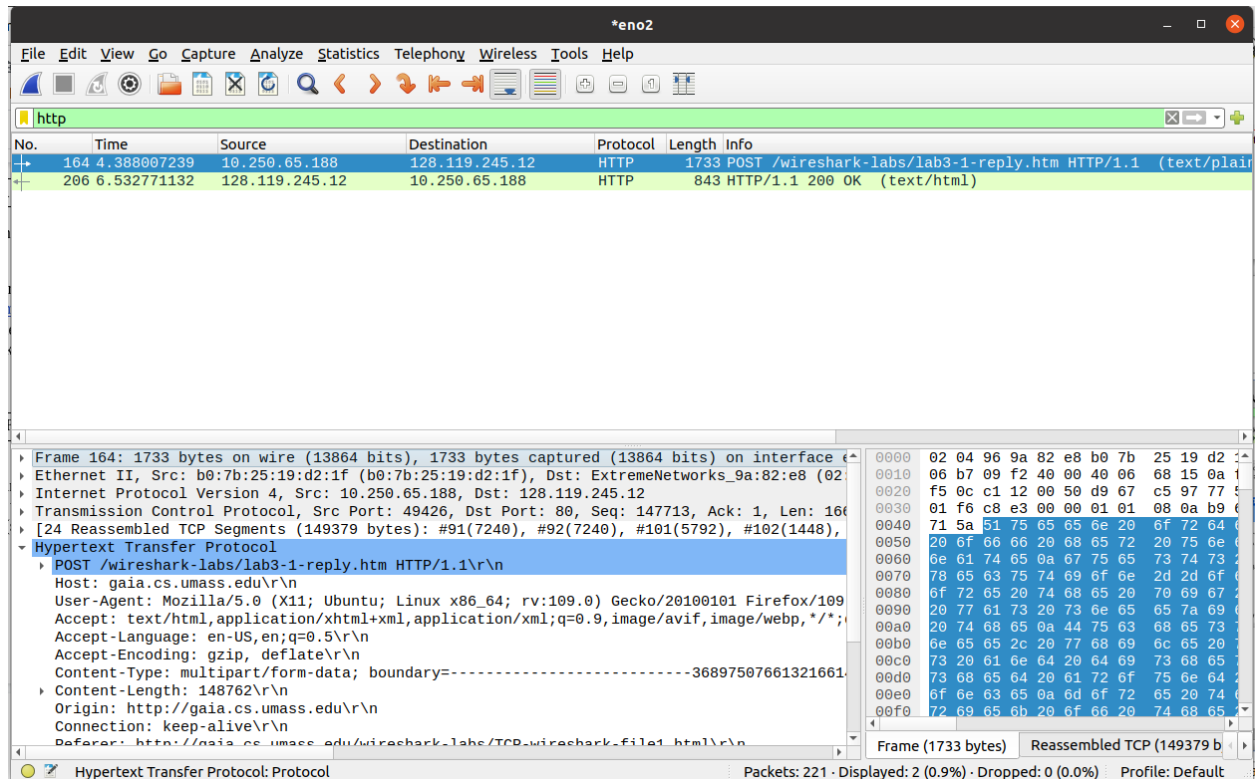 *eno2
File Edit View Go Capture Analyze Statistics Telephony Wireless Tools Help
http
No. Time Source Destination Protocol Length Info
164 4.388007239 10.250.65.188 128.119.245.12 HTTP 1733 POST /wireshark-labs/lab3-1-reply.htm HTTP/1.1 (text/plain
206 6.532771132 128.119.245.12 10.250.65.188 HTTP 843 HTTP/1.1 200 OK (text/html)
Frame 164: 1733 bytes on wire (13864 bits), 1733 bytes captured (13864 bits) on interface
Ethernet II, Src: b0:7b:25:19:d2:1f (b0:7b:25:19:d2:1f), Dst: ExtremeNetworks_9a:82:e8 (02:
Internet Protocol Version 4, Src: 10.250.65.188, Dst: 128.119.245.12
Transmission Control Protocol, Src Port: 49426, Dst Port: 80, Seq: 147713, Ack: 1, Len: 166
[24 Reassembled TCP Segments (149379 bytes): #91(7240), #92(7240), #101(5792), #102(1448),
Hypertext Transfer Protocol
POST /wireshark-labs/lab3-1-reply.htm HTTP/1.1\r\n
Host: gaia.cs.umass.edu\r\n
User-Agent: Mozilla/5.0 (X11; Ubuntu; Linux x86_64; rv:109.0) Gecko/20100101 Firefox/109
Accept: text/html,application/xhtml+xml,application/xml;q=0.9,image/avif,image/webp,*/*;
Accept-Language: en-US,en;q=0.5\r\n
Accept-Encoding: gzip, deflate\r\n
Content-Type: multipart/form-data; boundary=---------------------------368975076613216614
Content-Length: 148762\r\n
Origin: http://gaia.cs.umass.edu\r\n
Connection: keep-alive\r\n
Referer: http://gaia.cs.umass.edu/wireshark-labs/TCP-wireshark-file1.html\r\n
0000 02 04 96 9a 82 e8 b0 7b 25 19 d2
0010 06 b7 09 f2 40 00 40 06 68 15 0a
0020 f5 0c c1 12 00 50 d9 67 c5 97 77
0030 01 f6 c8 e3 00 00 01 01 08 0a b9
0040 71 5a 51 75 65 65 6e 20 6f 72 64
0050 20 6f 66 66 20 68 65 72 20 75 6e
0060 6e 61 74 65 0a 67 75 65 73 74 73
0070 78 65 63 75 74 69 6f 6e 2d 2d 6f
0080 6f 72 65 20 74 68 65 20 70 69 67
0090 20 77 61 73 20 73 6e 65 65 7a 69
00a0 20 74 68 65 0a 44 75 63 68 65 73
00b0 6e 65 65 2c 20 77 68 69 6c 65 20
00c0 73 20 61 6e 64 20 64 69 73 68 65
00d0 73 68 65 64 20 61 72 6f 75 6e 64
00e0 6f 6e 63 65 0a 6d 6f 72 65 20 74
00f0 72 69 65 6b 20 6f 66 20 74 68 65
Frame (1733 bytes) Reassembled TCP (149379 b
Hypertext Transfer Protocol: Protocol Packets: 221 · Displayed: 2 (0.9%) · Dropped: 0 (0.0%) Profile: Default